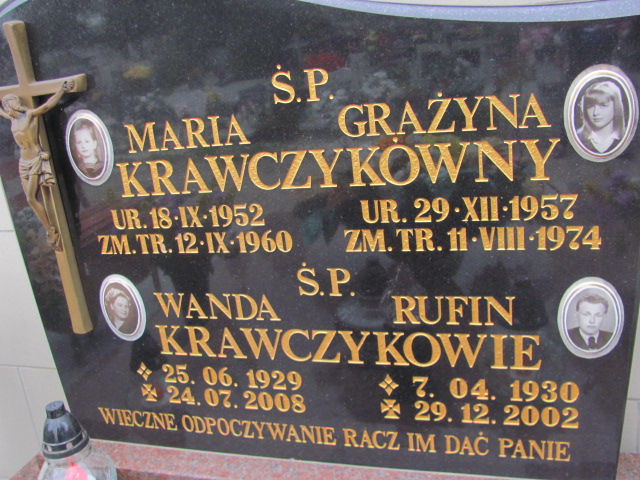 Ś.P.
MARIA GRAŻYNA
KRAWCZYKÓWNY
UR. 18·IX·1952 UR. 29·XII·1957
ZM. TR. 12·IX·1960 ZM. TR. 11·VIII·1974
Ś.P.
WANDA RUFIN
KRAWCZYKOWIE
25. 06. 1929 7. 04. 1930
24. 07. 2008 29. 12. 2002
WIECZNE ODPOCZYWANIE RACZ IM DAĆ PANIE